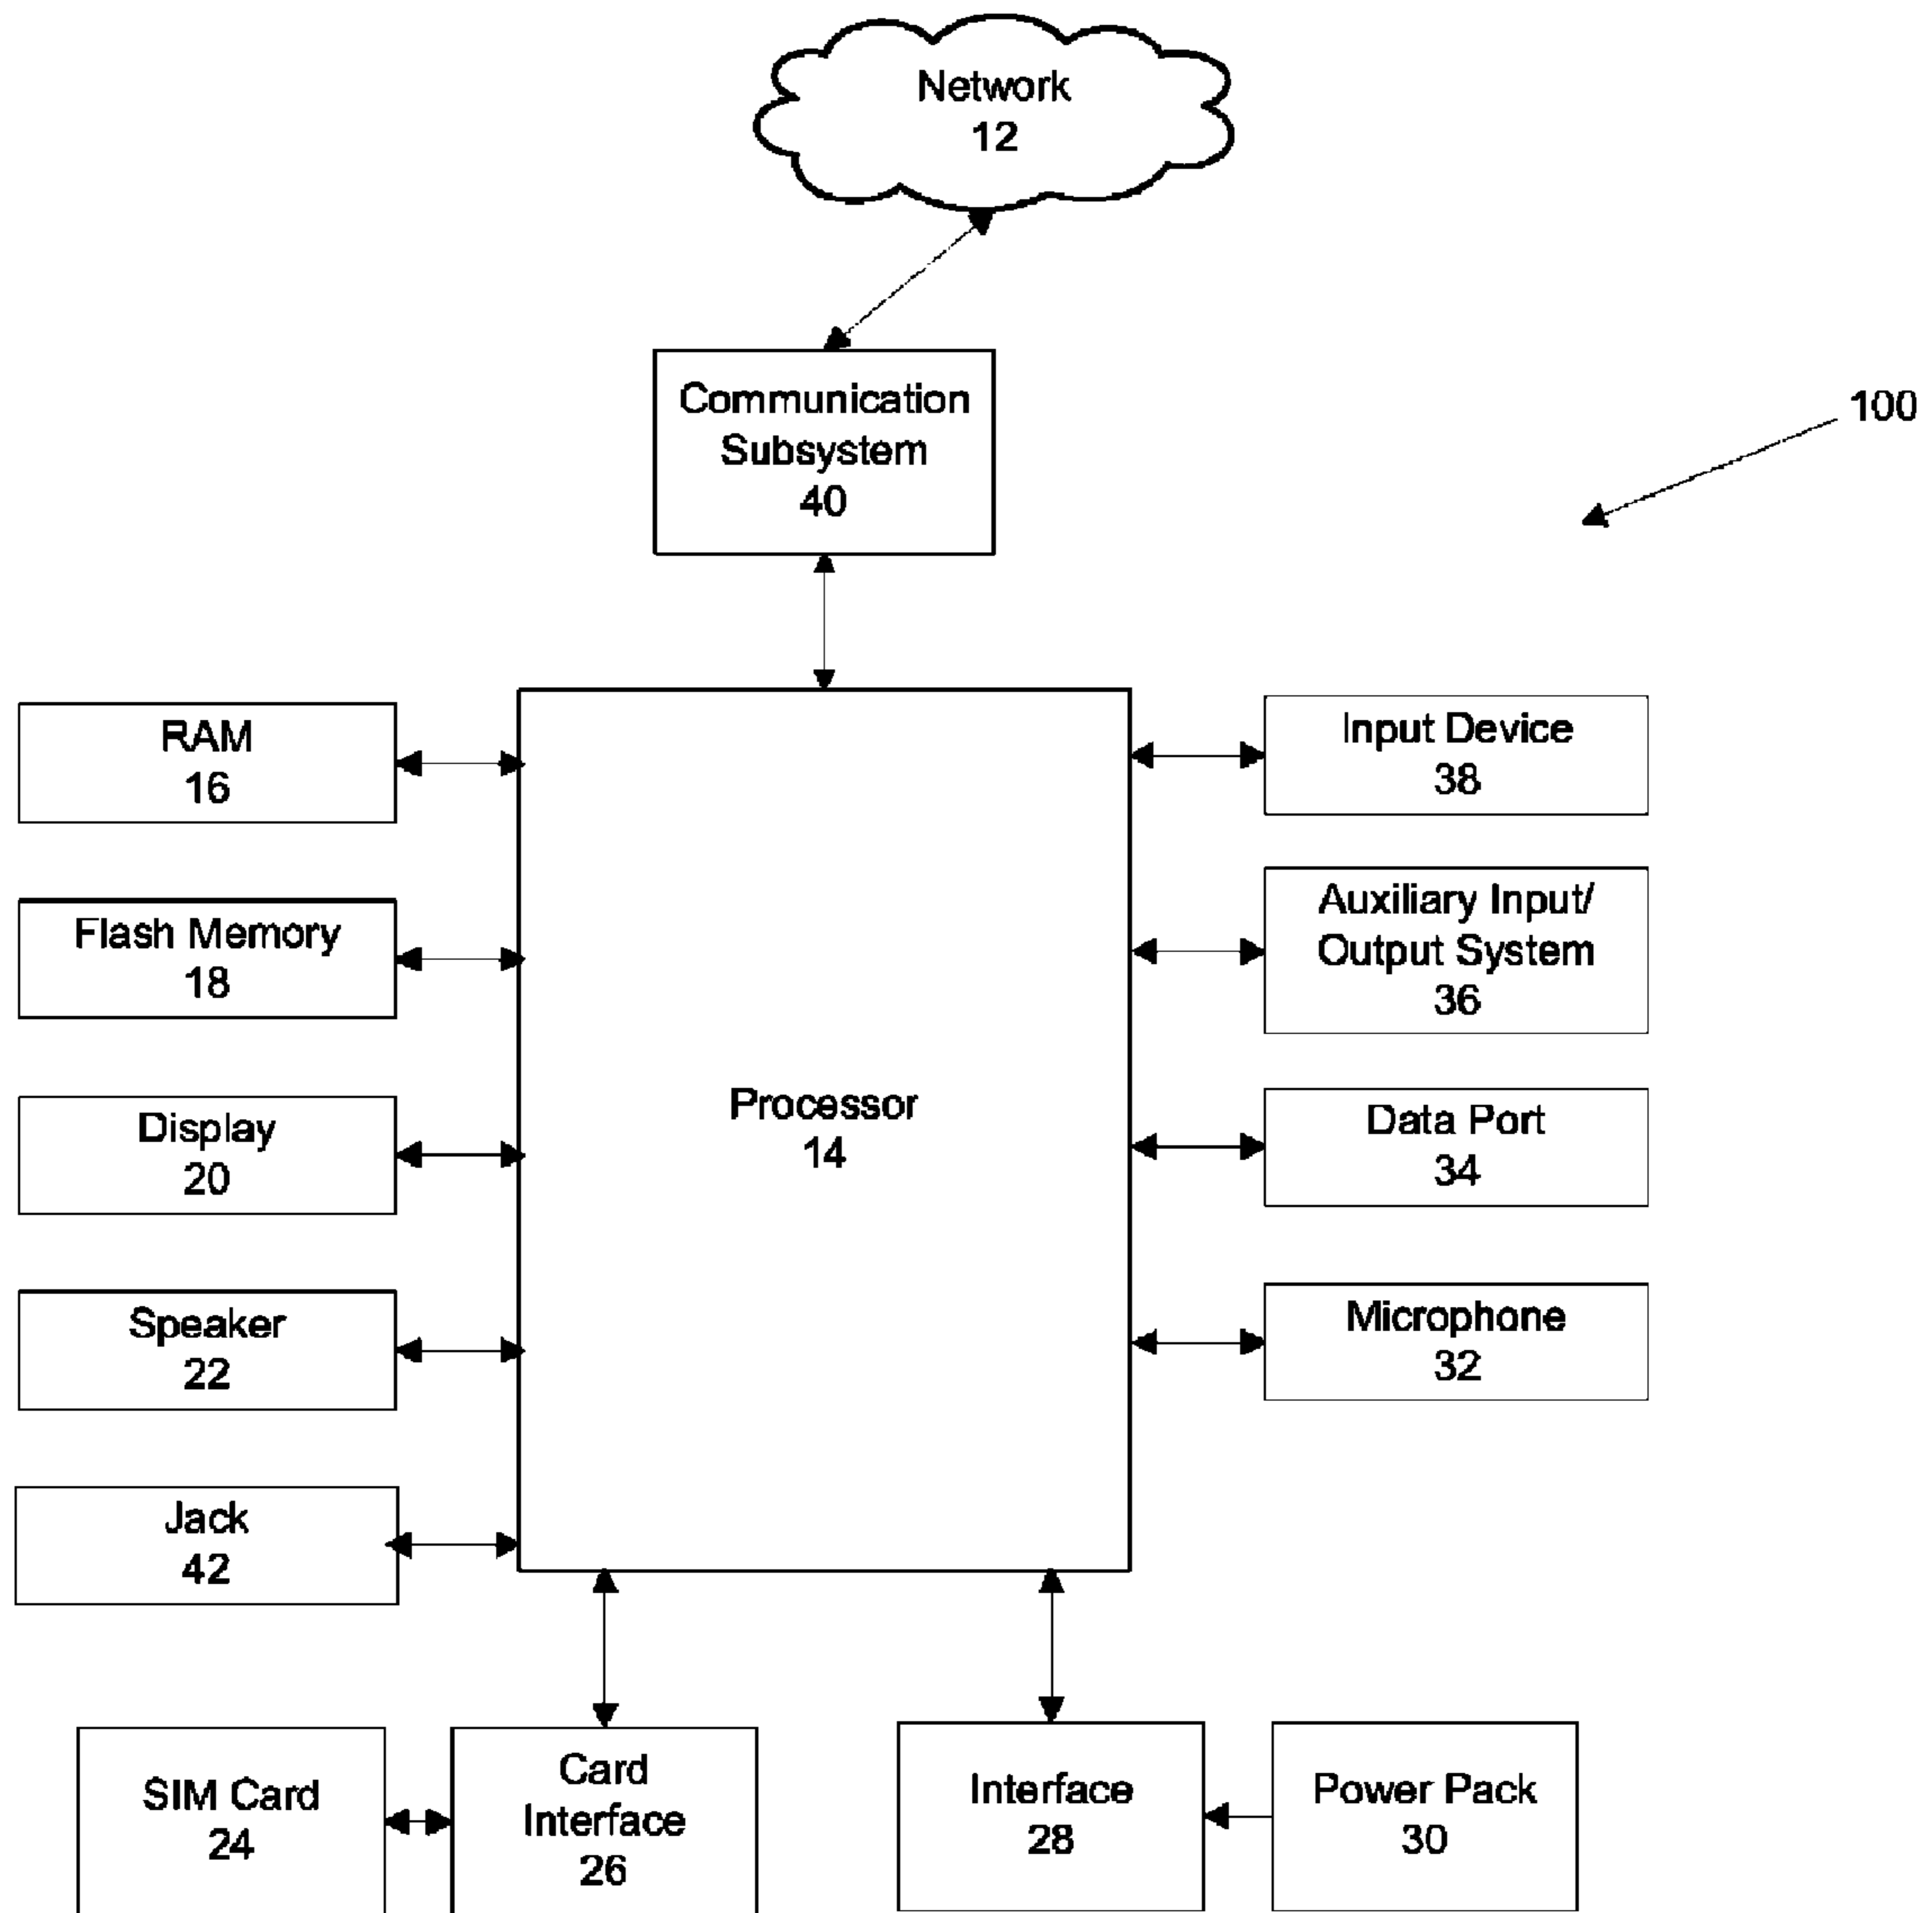 Network
12
Communication
Subsystem
40
100
RAM
16
Input Device
38
Flash Memory
18
Auxiliary Input/
Output System
36
Processor
14
Display
20
Data Port
34
Speaker
22
Microphone
32
Jack
42
SIM Card
24
Card
Interface
26
Interface
28
Power Pack
30